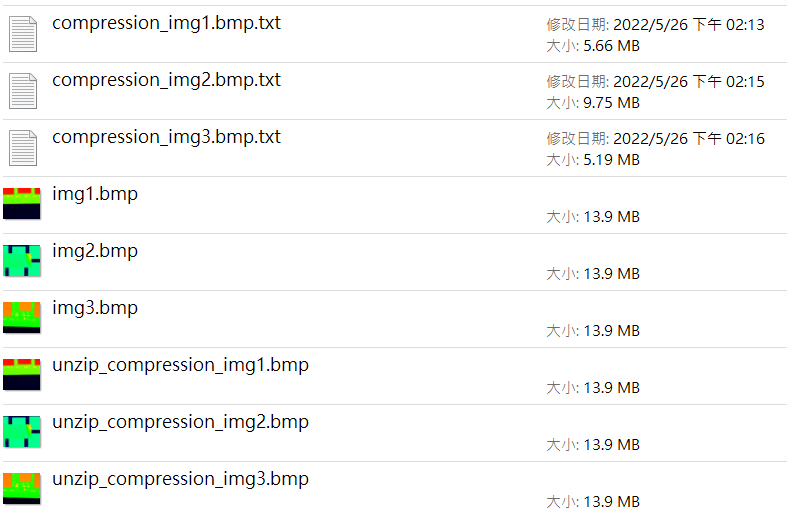 compression_img1.bmp.txt
修改日期: 2022/5/26 下午 02:13
大小: 5.66 MB
compression_img2.bmp.txt
修改日期: 2022/5/26 下午 02:15
大小: 9.75 MB
compression_img3.bmp.txt
修改日期: 2022/5/26 下午 02:16
大小: 5.19 MB
img1.bmp
大小: 13.9 MB
img2.bmp
大小: 13.9 MB
img3.bmp
大小: 13.9 MB
unzip_compression_img1.bmp
大小: 13.9 MB
unzip_compression_img2.bmp
大小: 13.9 MB
unzip_compression_img3.bmp
大小: 13.9 MB